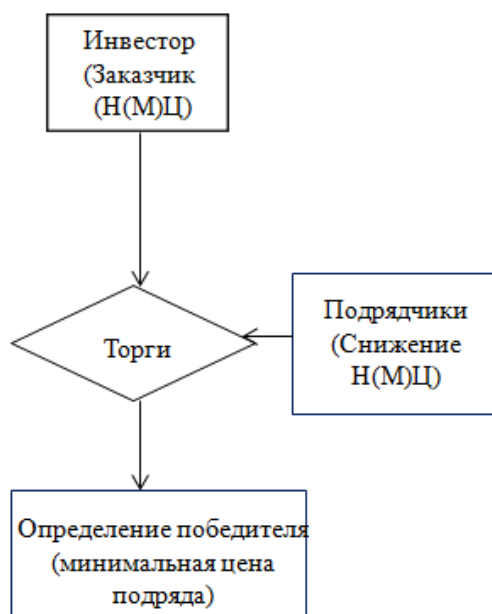 Инвестор
(Заказчик
(Н(М)Ц)
Торги
Подрядчики
(Снижение
Н(М)Ц)
Определение победителя
(минимальная цена
подряда)